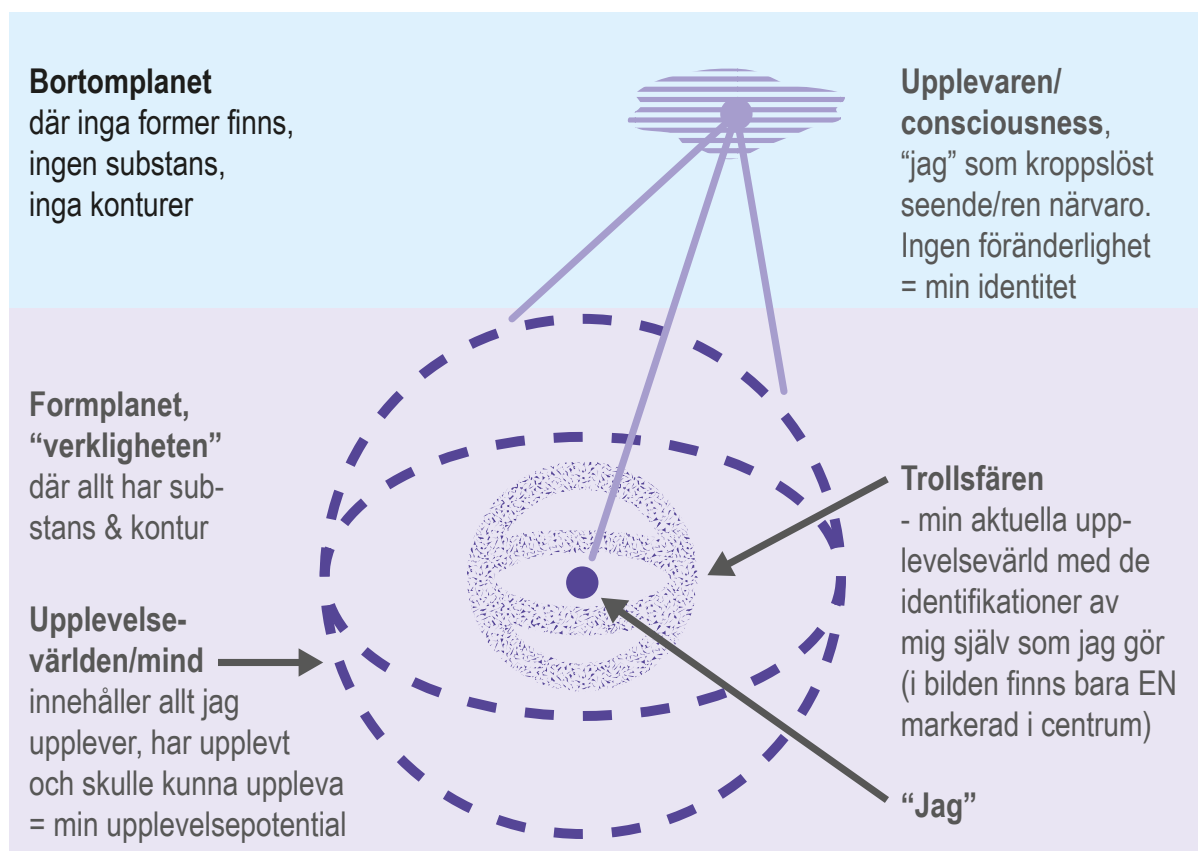 Bortomplanet
där inga former finns,
ingen substans,
inga konturer
Upplevaren/
consciousness,
“jag” som kroppslöst
seende/ren närvaro.
Ingen föränderlighet
= min identitet
Formplanet,
“verkligheten”
där allt har sub-
stans & kontur
Upplevelse-
världen/mind
innehåller allt jag
upplever, har upplevt
och skulle kunna uppleva
= min upplevelsepotential
Trollsfären
- min aktuella upp-
levelsevärld med de
identifikationer av
mig själv som jag gör
(i bilden finns bara EN
markerad i centrum)
“Jag”